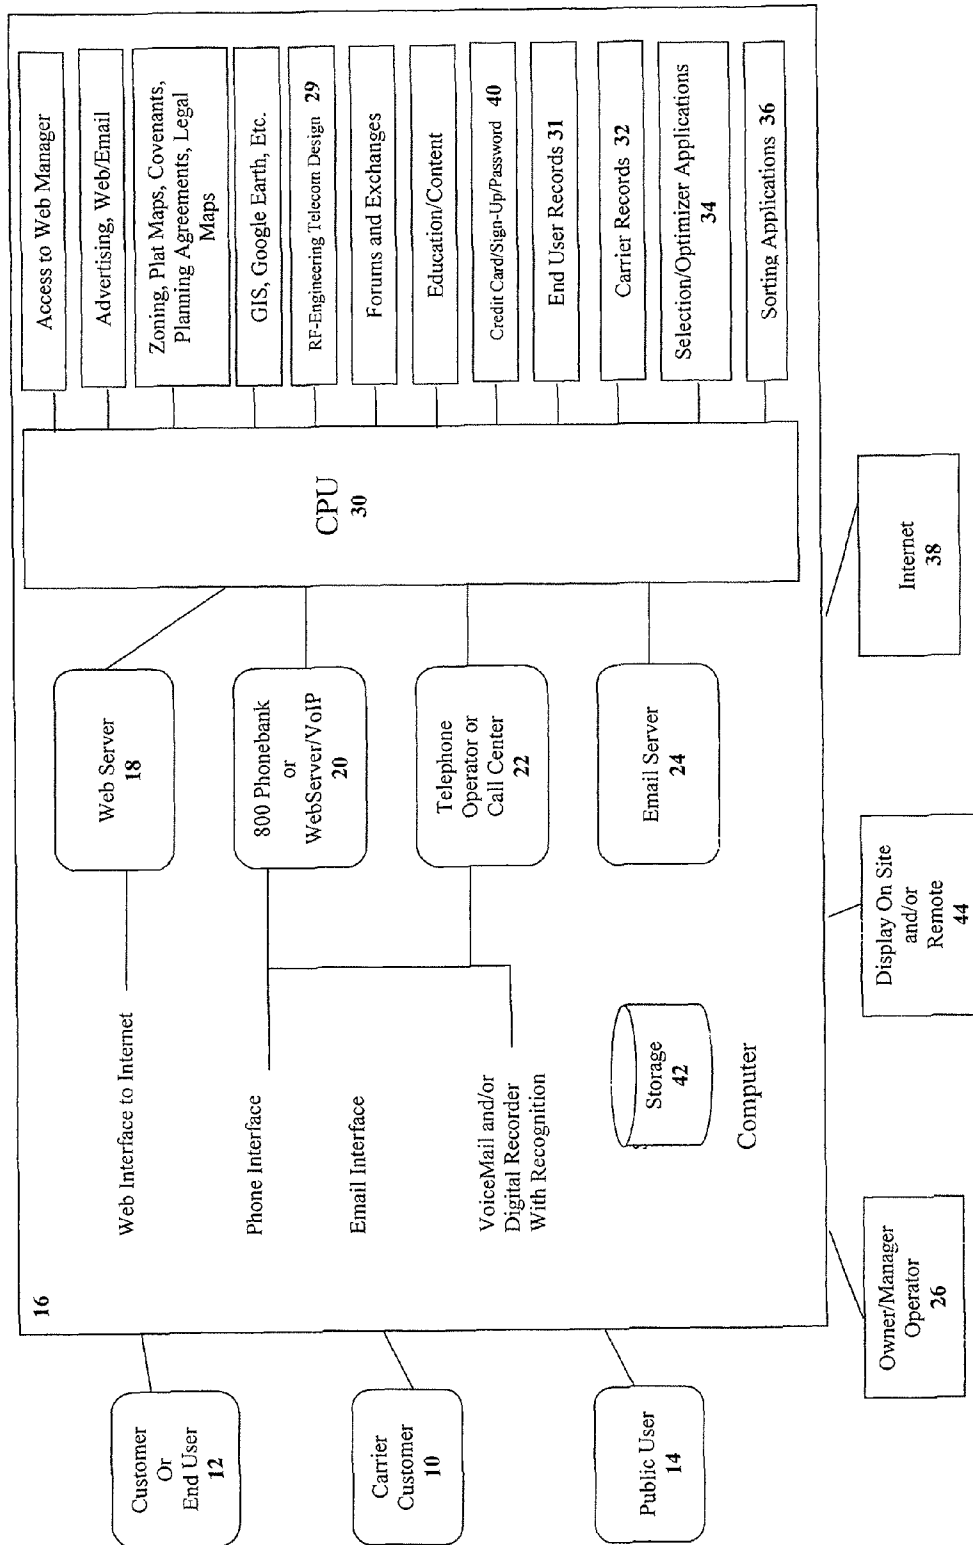 Customer
Or
End User
12
Carrier
Customer
10
Public User
14
16
Web Interface to Internet
Phone Interface
Email Interface
VoiceMail and/or
Digital Recorder
With Recognition
Storage
42
Computer
Web Server
18
800 Phonebank
or
WebServer/VoIP
20
Telephone
Operator or
Call Center
22
Email Server
24
CPU
30
Access to Web Manager
Advertising, Web/Email
Zoning, Plat Maps, Covenants,
Planning Agreements, Legal
Maps
GIS, Google Earth, Etc.
RF-Engineering Telecom Design 29
Forums and Exchanges
Education/Content
Credit Card/Sign-Up/Password 40
End User Records 31
Carrier Records 32
Selection/Optimizer Applications
34
Sorting Applications 36
Owner/Manager
Operator
26
Display On Site
and/or
Remote
44
Internet
38